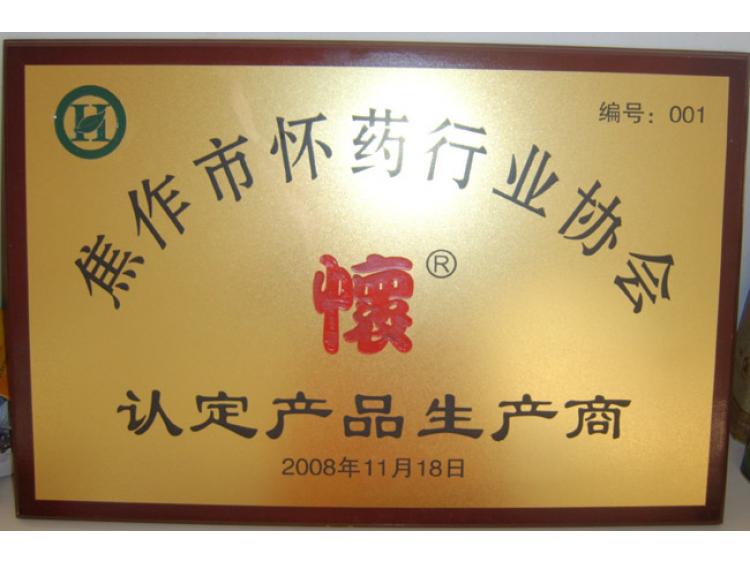 H
编号：001
焦作市怀药行业协会
懷®
认定产品生产商
2008年11月18日